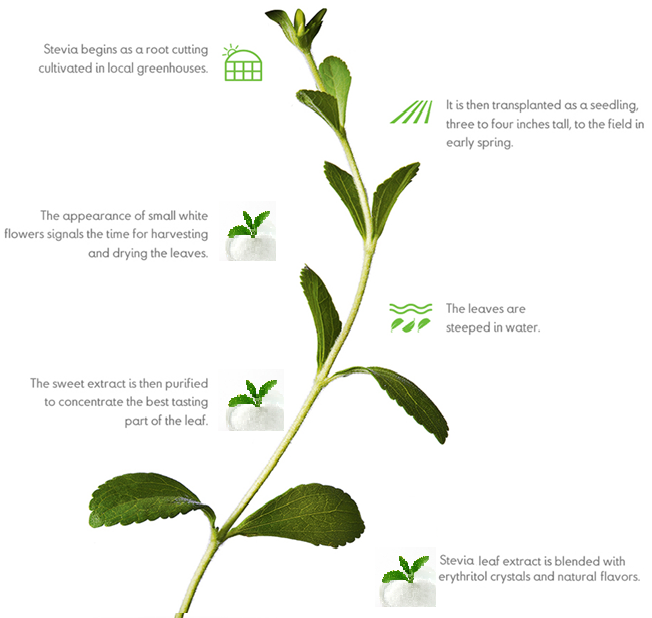 Stevia begins as a root cutting
cultivated in local greenhouses.
It is then transplanted as a seedling,
three to four inches tall, to the field in
early spring.
The appearance of small white
flowers signals the time for harvesting
and drying the leaves.
The leaves are
steeped in water.
The sweet extract is then purified
to concentrate the best tasting
part of the leaf.
Stevia leaf extract is blended with
erythritol crystals and natural flavors.